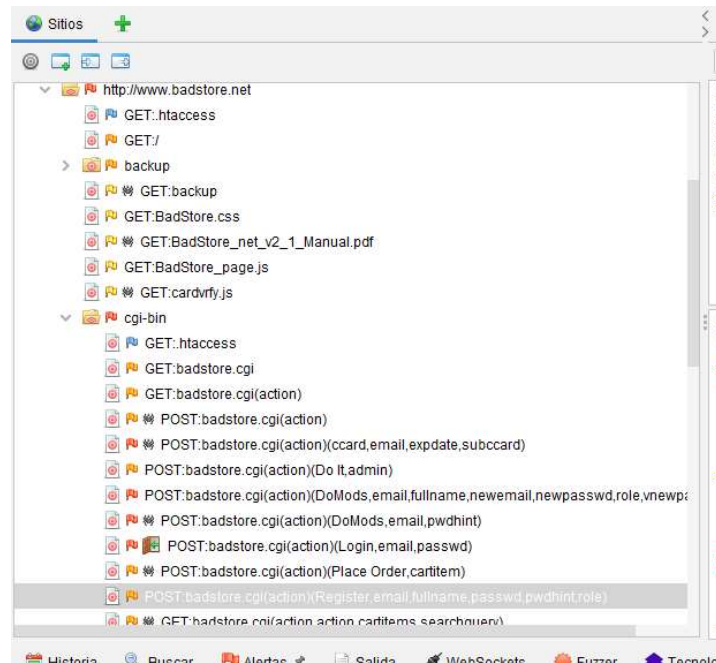 Sitios
http://www.badstore.net
GET:.htaccess
GET:/
backup
GET:backup
GET:BadStore.css
GET:BadStore_net_v2_1_Manual.pdf
GET:BadStore_page.js
GET:cardvrfy.js
cgi-bin
GET:.htaccess
GET:badstore.cgi
GET:badstore.cgi(action)
POST:badstore.cgi(action)
POST:badstore.cgi(action)(ccard,email,expdate,subccard)
POST:badstore.cgi(action)(Do It,admin)
POST:badstore.cgi(action)(DoMods,email,fullname,newemail,newpasswd,role,vnewpa
POST:badstore.cgi(action)(DoMods,email,pwdhint)
POST:badstore.cgi(action)(Login,email,passwd)
POST:badstore.cgi(action)(Place Order,cartitem)
POST:badstore.cgi(action)(Register,email,fullname,passwd,pwdhint,role)
GET:badstore.cgi(action,action,cartitems,searchquery)
Historia Buscar Alertas Salida WebSockets Fuzzer Tecnolo